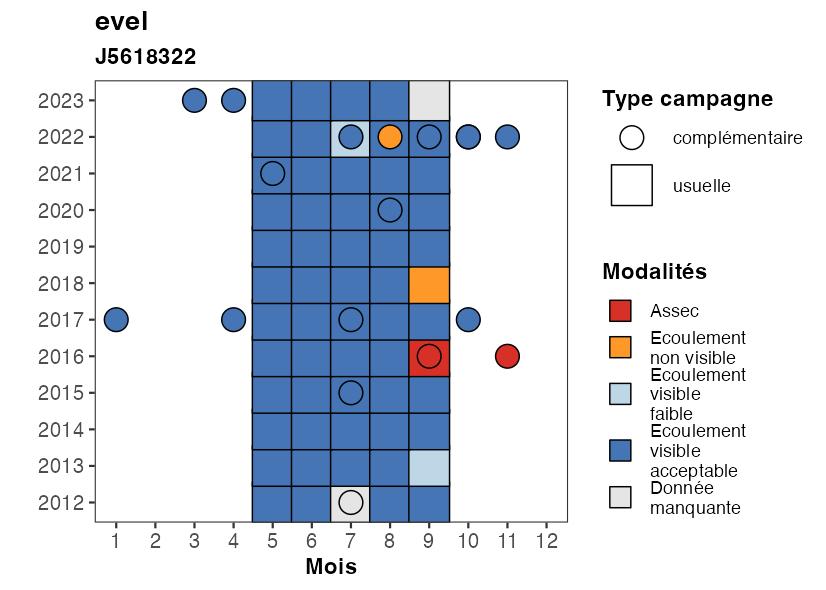 evel
J5618322
2023
2022
2021
2020
2019
2018
2017
2016
2015
2014
2013
2012
1 2 3 4 5 6 7 8 9 10 11 12
Mois
Type campagne
complémentaire
usuelle
Modalités
Assec
Ecoulement
non visible
Ecoulement
visible
faible
Ecoulement
visible
acceptable
Donnée
manquante